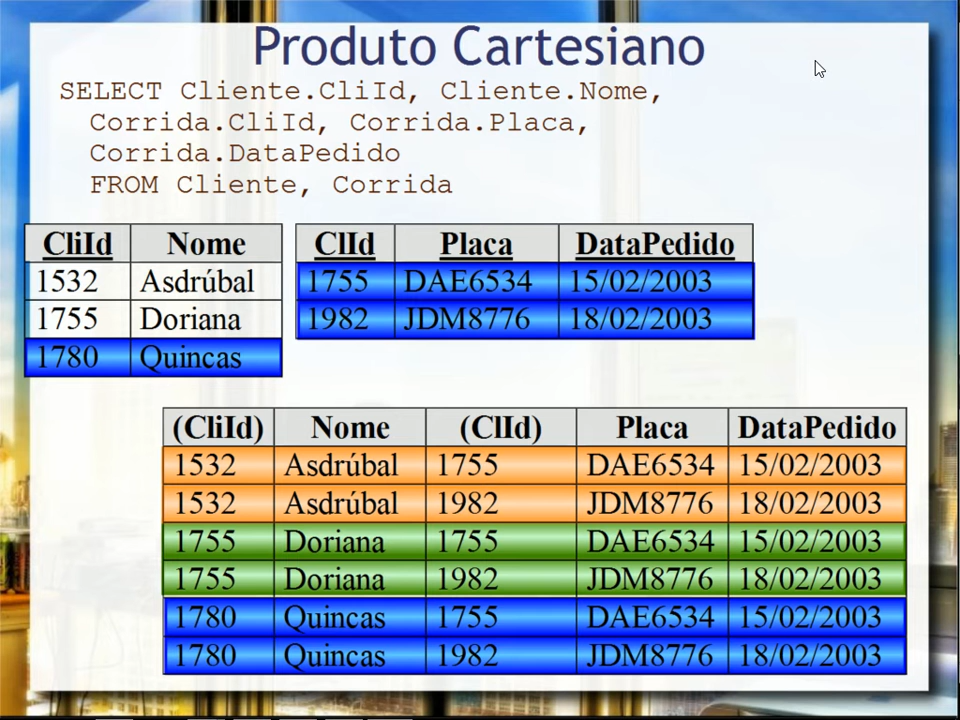 Produto Cartesiano
SELECT Cliente.CliId, Cliente.Nome,
Corrida.CliId, Corrida.Placa,
Corrida.DataPedido
FROM Cliente, Corrida
CliId Nome
1532 Asdrúbal
1755 Doriana
1780 Quincas
ClId Placa DataPedido
1755 DAE6534 15/02/2003
1982 JDM8776 18/02/2003
(CliId) Nome (ClId) Placa DataPedido
1532 Asdrúbal 1755 DAE6534 15/02/2003
1532 Asdrúbal 1982 JDM8776 18/02/2003
1755 Doriana 1755 DAE6534 15/02/2003
1755 Doriana 1982 JDM8776 18/02/2003
1780 Quincas 1755 DAE6534 15/02/2003
1780 Quincas 1982 JDM8776 18/02/2003